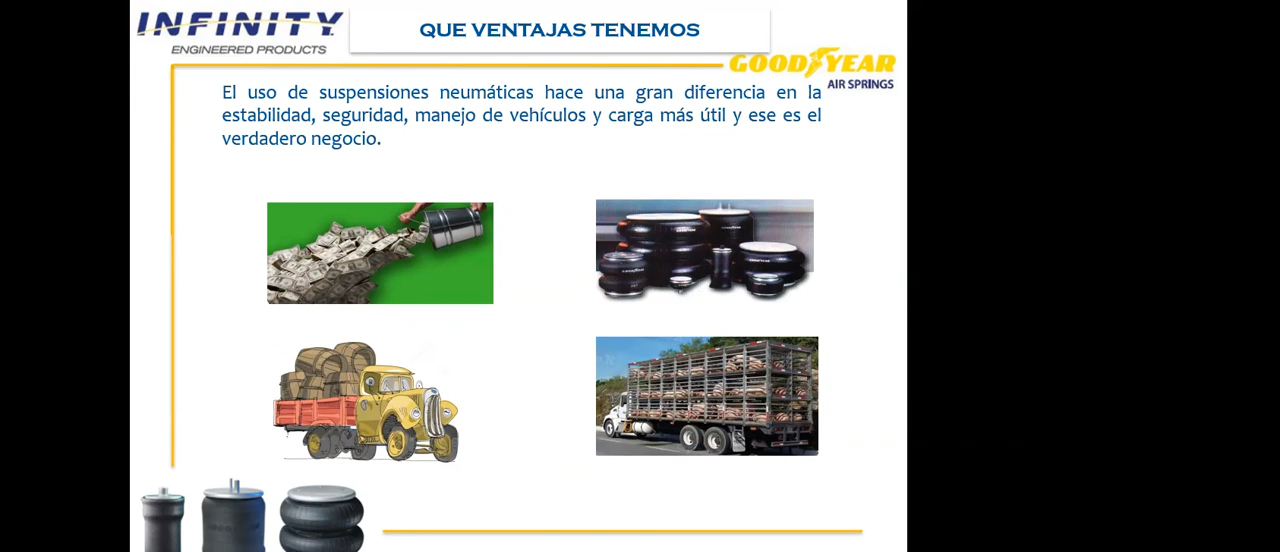 INFINITY
ENGINEERED PRODUCTS
QUE VENTAJAS TENEMOS
GOODYEAR
AIR SPRINGS
El uso de suspensiones neumáticas hace una gran diferencia en la
estabilidad, seguridad, manejo de vehículos y carga más útil y ese es el
verdadero negocio.